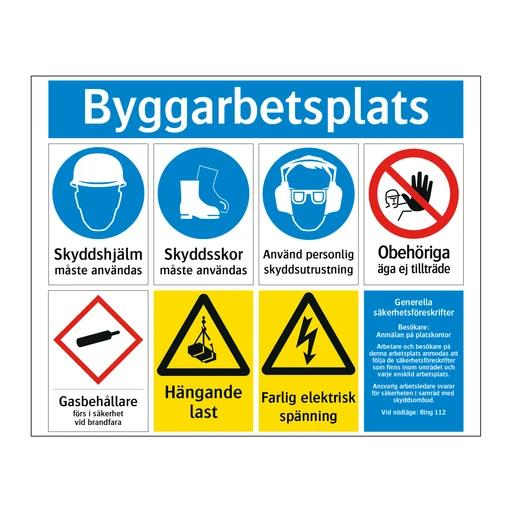 Byggarbetsplats
Skyddshjälm
måste användas
Skyddsskor
måste användas
Använd personlig
skyddsutrustning
Obehöriga
äga ej tillträde
Gasbehållare
förs i säkerhet
vid brandfara
Hängande
last
Farlig elektrisk
spänning
Generella
säkerhetsföreskrifter
Besökare:
Anmälan på platskontor
Arbetare och besökare på
denna arbetsplats anmodas att
följa de säkerhetsföreskrifter
som finns inom området och
varje enskild arbetsplats.
Ansvarig arbetsledare svarar
för säkerheten i samråd med
skyddsombud.
Vid nödläge: Ring 112